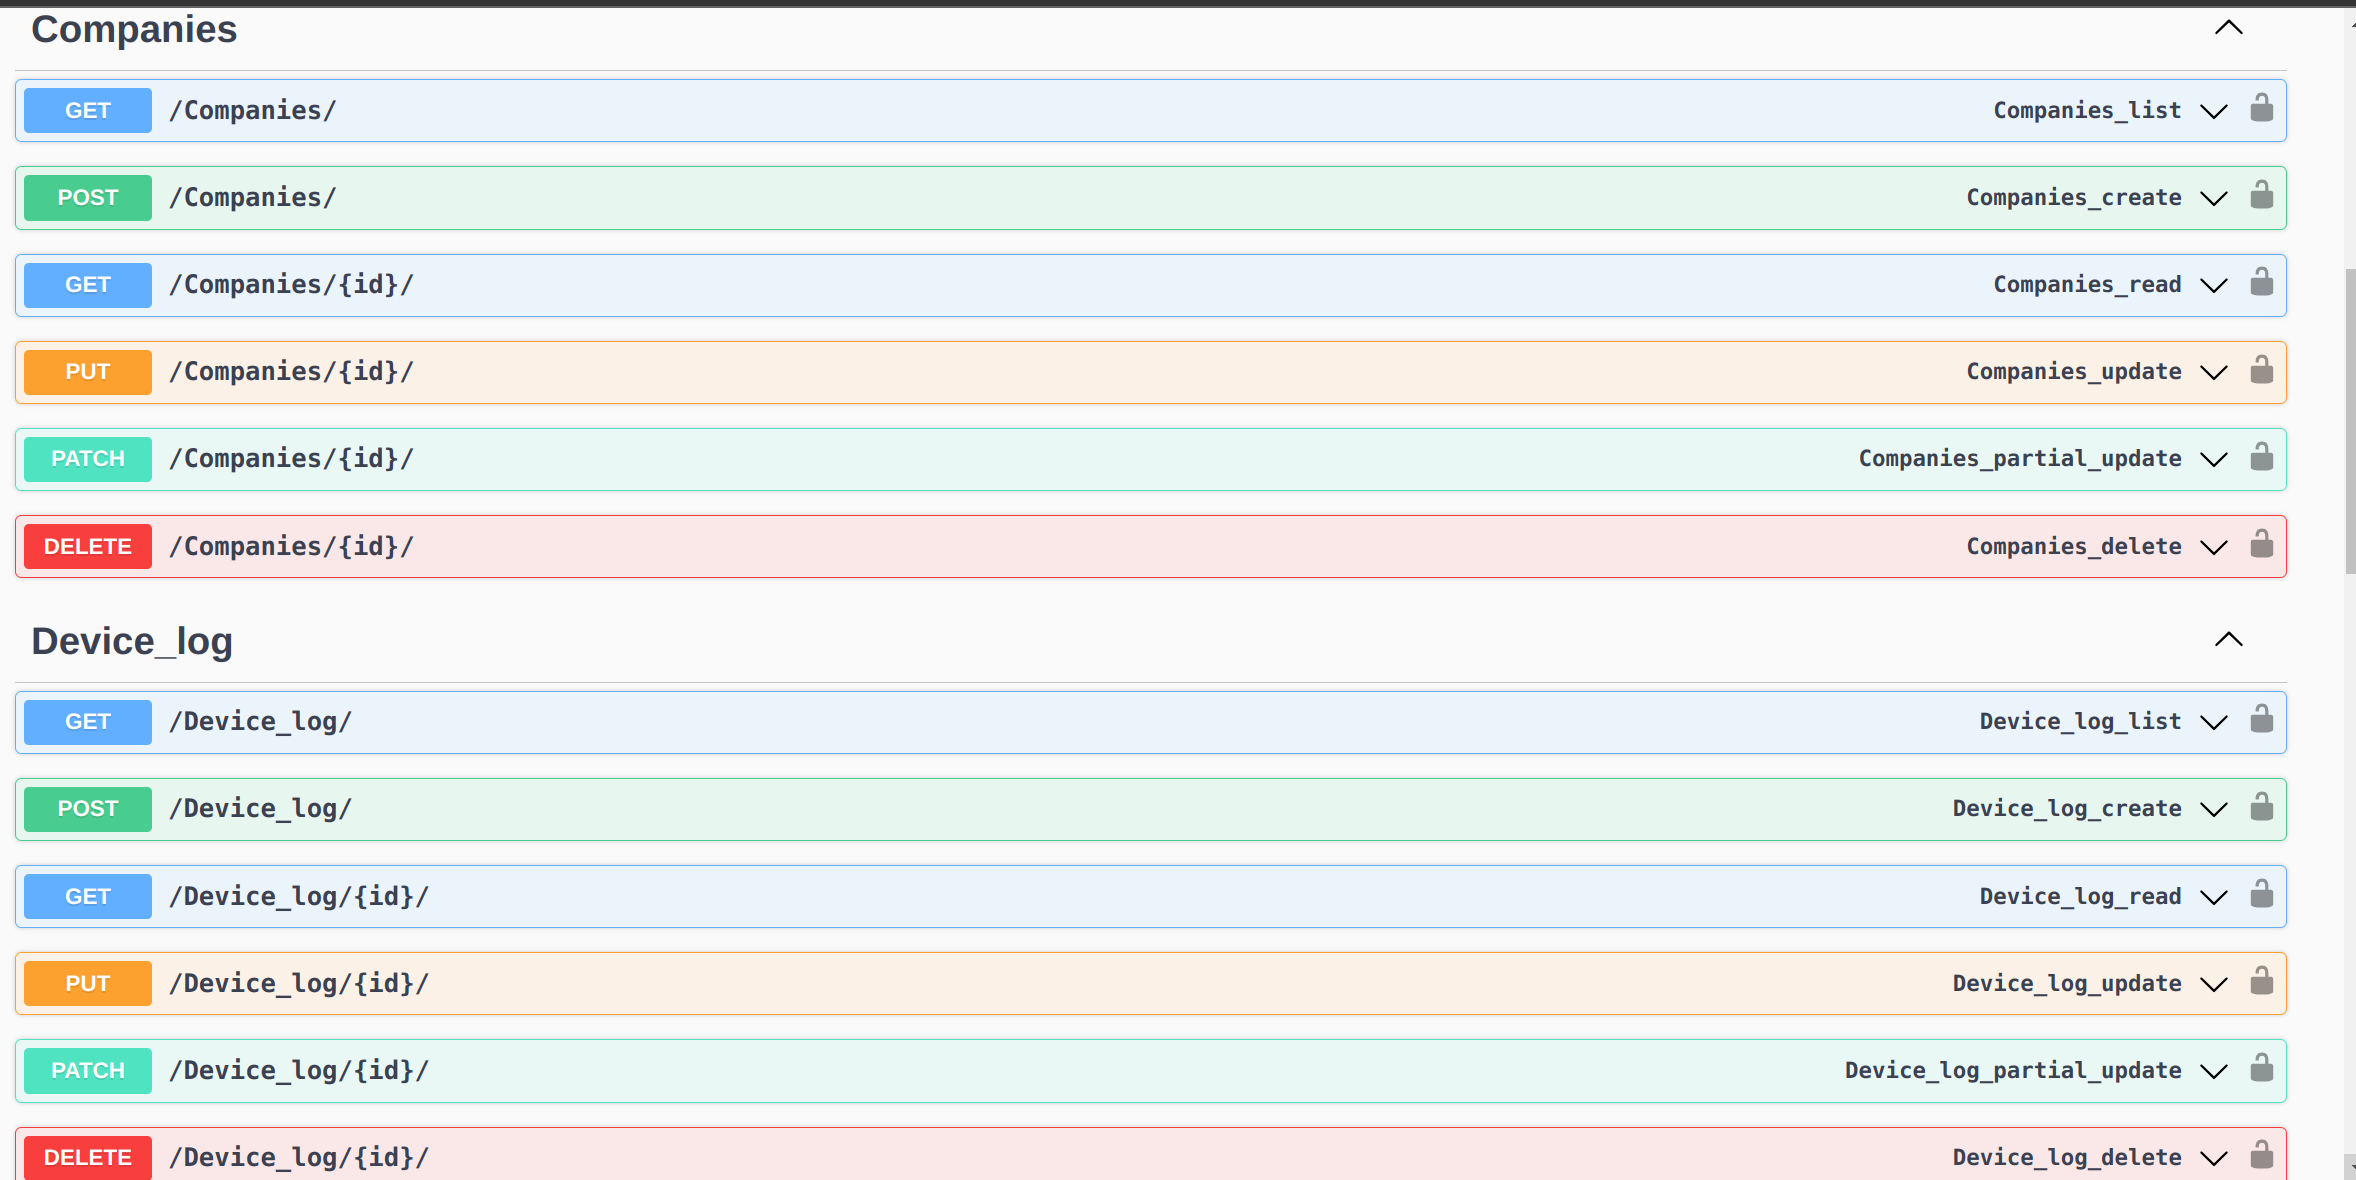 Companies
GET /Companies/ Companies_list
POST /Companies/ Companies_create
GET /Companies/{id}/ Companies_read
PUT /Companies/{id}/ Companies_update
PATCH /Companies/{id}/ Companies_partial_update
DELETE /Companies/{id}/ Companies_delete
Device_log
GET /Device_log/ Device_log_list
POST /Device_log/ Device_log_create
GET /Device_log/{id}/ Device_log_read
PUT /Device_log/{id}/ Device_log_update
PATCH /Device_log/{id}/ Device_log_partial_update
DELETE /Device_log/{id}/ Device_log_delete